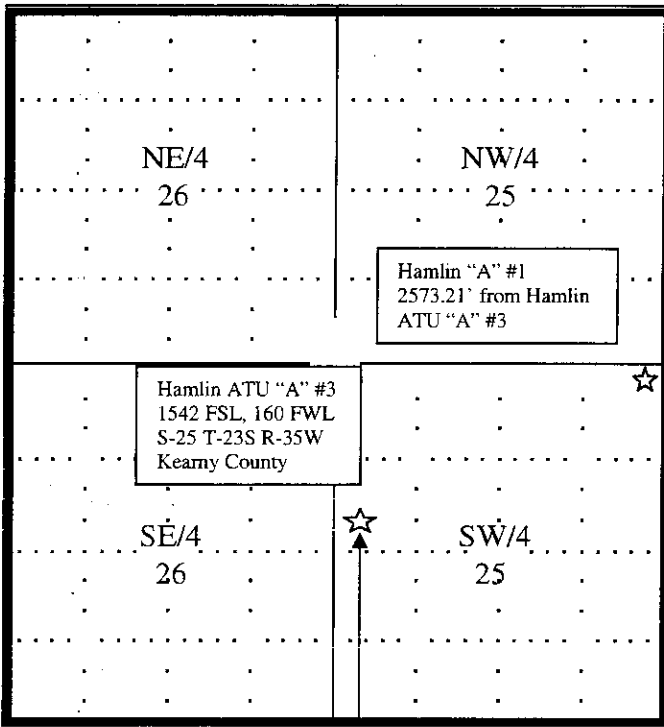 NE/4
26
NW/4
25
Hamlin “A” #1
2573.21’ from Hamlin
ATU “A” #3
Hamlin ATU “A” #3
1542 FSL, 160 FWL
S-25 T-23S R-35W
Kearny County
SE/4
26
SW/4
25